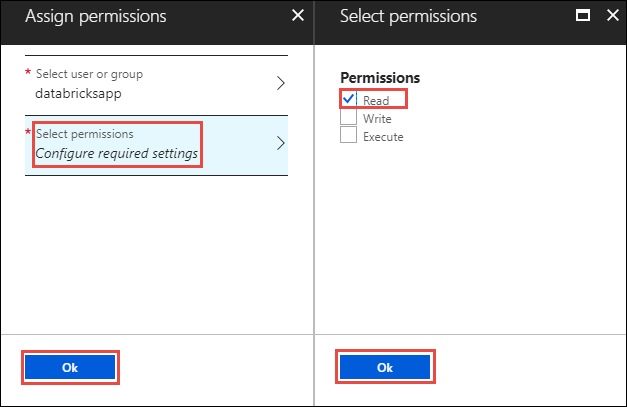 Assign permissions
* Select user or group
databricksapp
* Select permissions
Configure required settings
Ok
Select permissions
Permissions
Read
Write
Execute
Ok